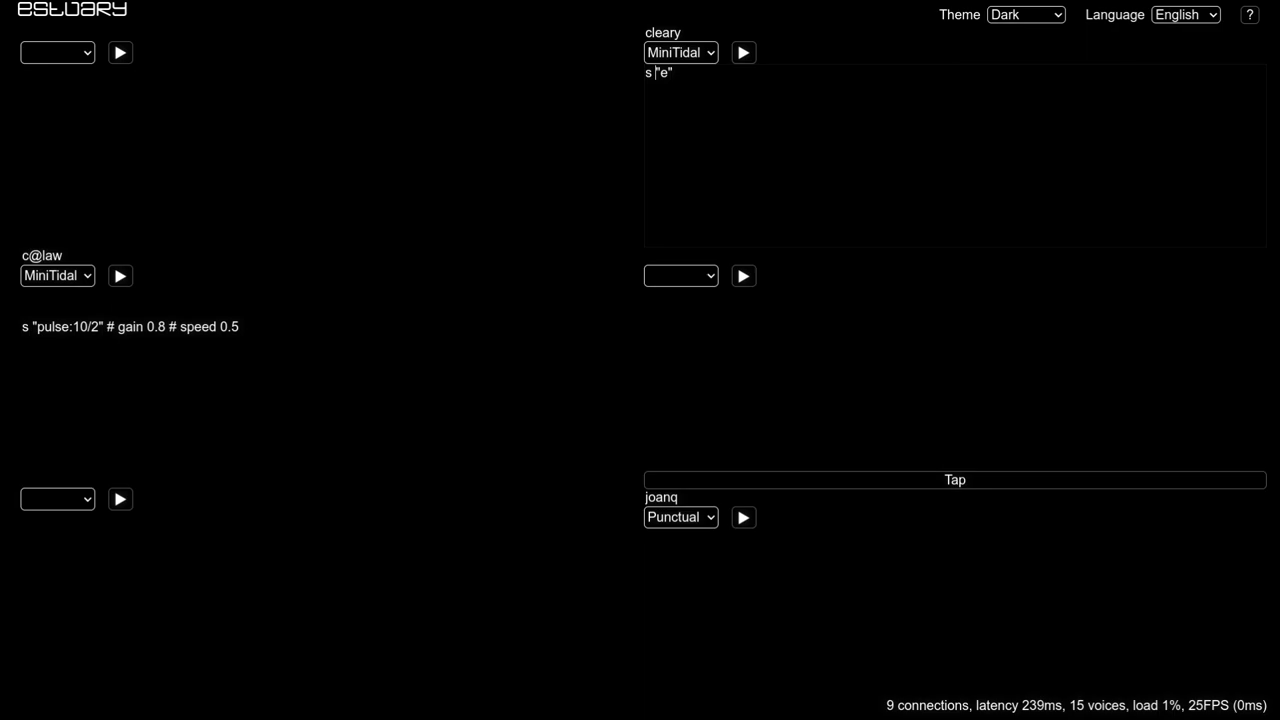 estuary
Theme Dark Language English ?
cleary
MiniTidal
s "e"
c@law
MiniTidal
s "pulse:10/2" # gain 0.8 # speed 0.5
Tap
joanq
Punctual
9 connections, latency 239ms, 15 voices, load 1%, 25FPS (0ms)